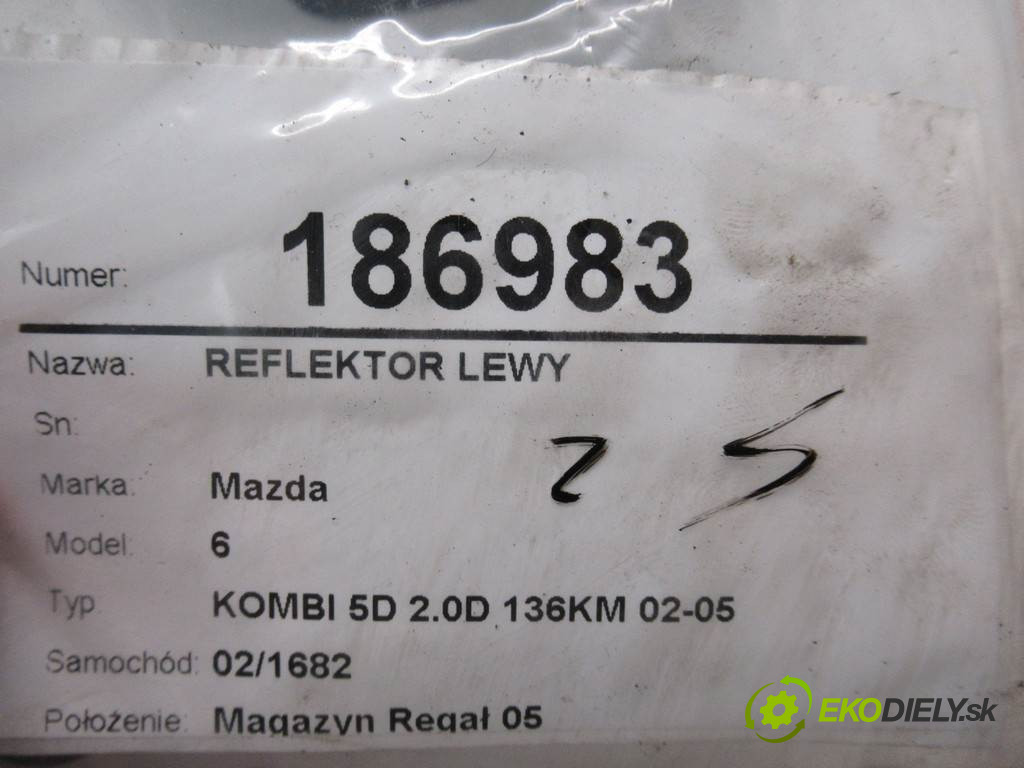 Numer: 186983
Nazwa: REFLEKTOR LEWY
Sn:
2 S
Marka: Mazda
Model: 6
Typ KOMBI 5D 2.0D 136KM 02-05
Samochód: 02/1682
Położenie: Magazyn Regał 05
EKODIELY.sk